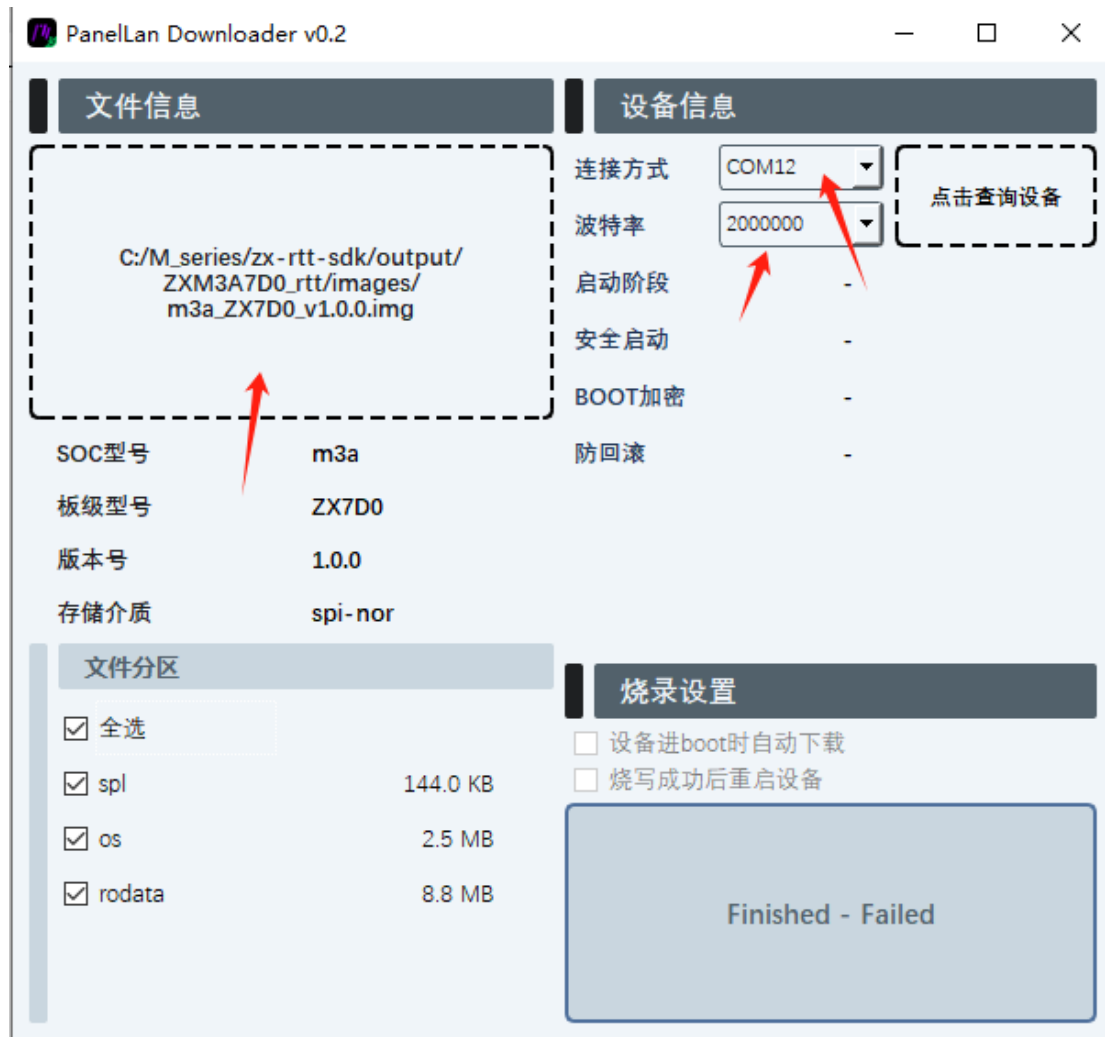 PanelLan Downloader v0.2
文件信息
C:/M_series/zx-rtt-sdk/output/
ZXM3A7D0_rtt/images/
m3a_ZX7D0_v1.0.0.img
SOC型号 m3a
板级型号 ZX7D0
版本号 1.0.0
存储介质 spi-nor
文件分区
全选
spl 144.0 KB
os 2.5 MB
rodata 8.8 MB
设备信息
连接方式 COM12
点击查询设备
波特率 2000000
启动阶段 -
安全启动 -
BOOT加密 -
防回滚 -
烧录设置
设备进boot时自动下载
烧写成功后重启设备
Finished - Failed